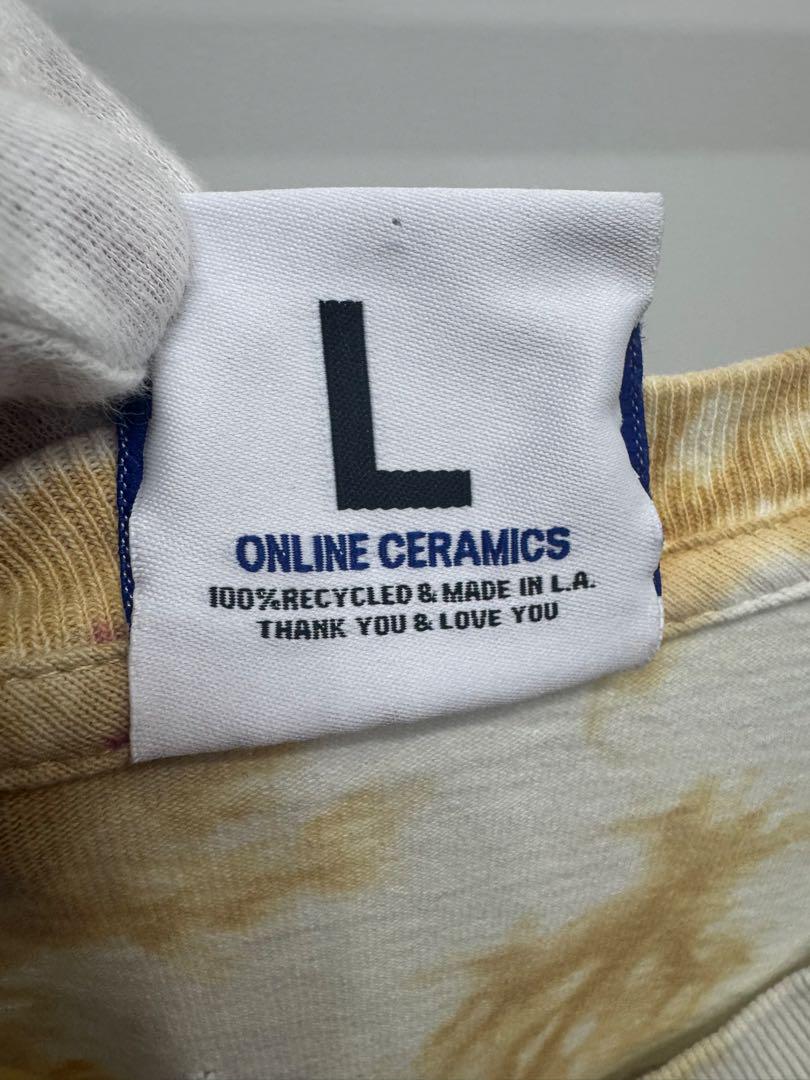 L
ONLINE CERAMICS
100%RECYCLED & MADE IN L.A.
THANK YOU & LOVE YOU